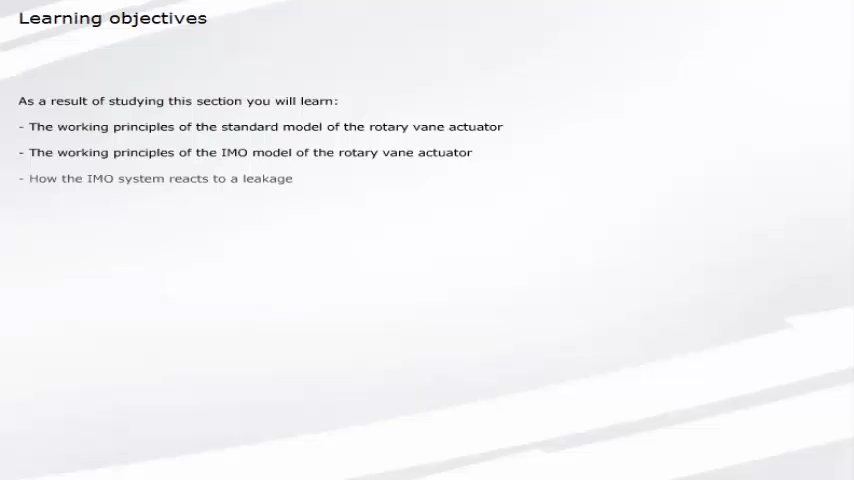 Learning objectives
As a result of studying this section you will learn:
- The working principles of the standard model of the rotary vane actuator
- The working principles of the IMO model of the rotary vane actuator
- How the IMO system reacts to a leakage